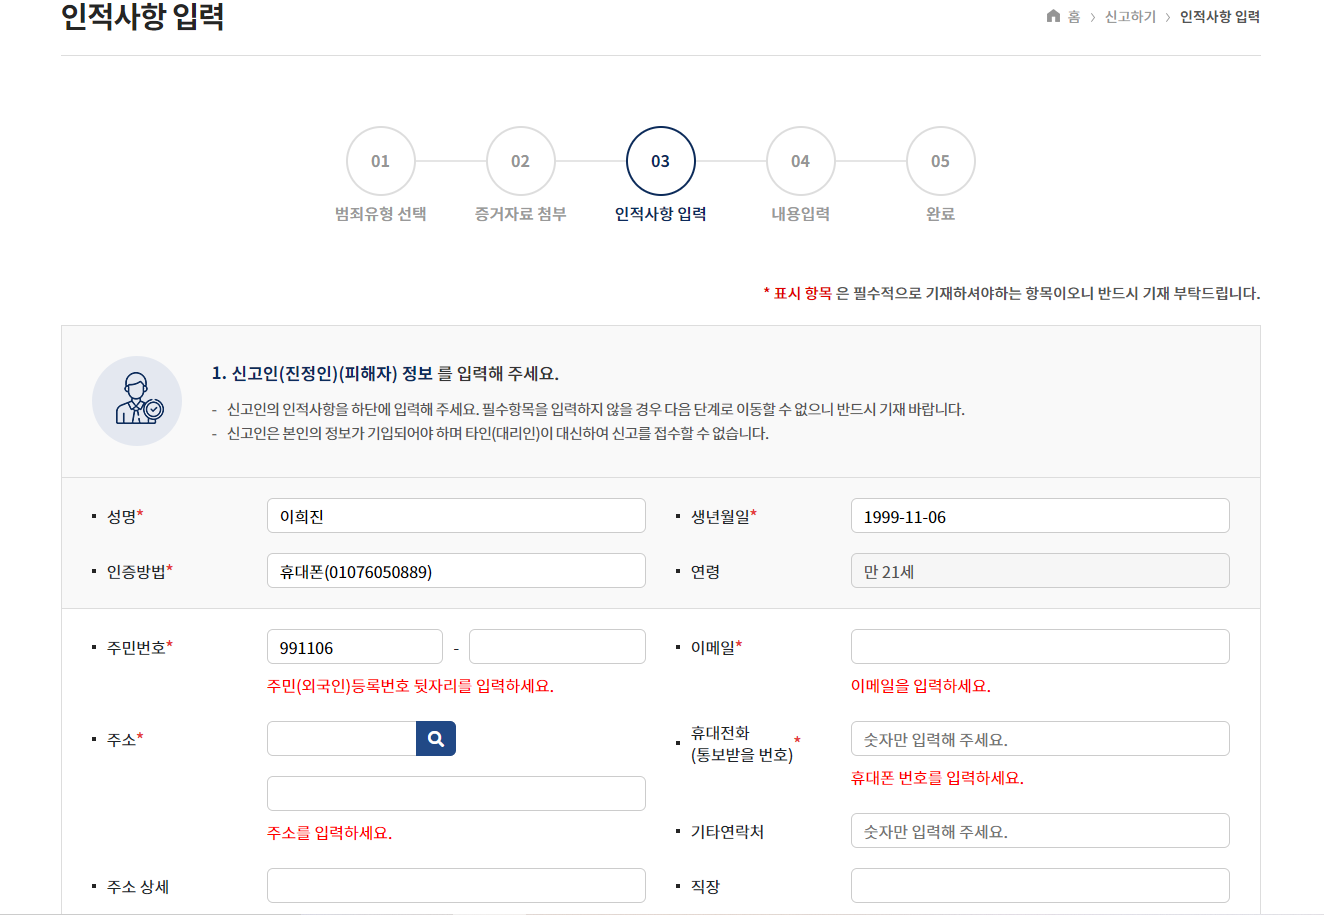 인적사항 입력
홈 > 신고하기 > 인적사항 입력
01 02 03 04 05
범죄유형 선택 증거자료 첨부 인적사항 입력 내용입력 완료
* 표시 항목 은 필수적으로 기재하셔야하는 항목이오니 반드시 기재 부탁드립니다.
1. 신고인(진정인)(피해자) 정보 를 입력해 주세요.
- 신고인의 인적사항을 하단에 입력해 주세요. 필수항목을 입력하지 않을 경우 다음 단계로 이동할 수 없으니 반드시 기재 바랍니다.
- 신고인은 본인의 정보가 기입되어야 하며 타인(대리인)이 대신하여 신고를 접수할 수 없습니다.
성명* 이희진 생년월일* 1999-11-06
인증방법* 휴대폰(01076050889) 연령 만 21세
주민번호* 991106 - 이메일*
주민(외국인)등록번호 뒷자리를 입력하세요. 이메일을 입력하세요.
주소* 휴대전화 (통보받을 번호)* 숫자만 입력해 주세요.
휴대폰 번호를 입력하세요.
주소를 입력하세요. 기타연락처 숫자만 입력해 주세요.
주소 상세 직장